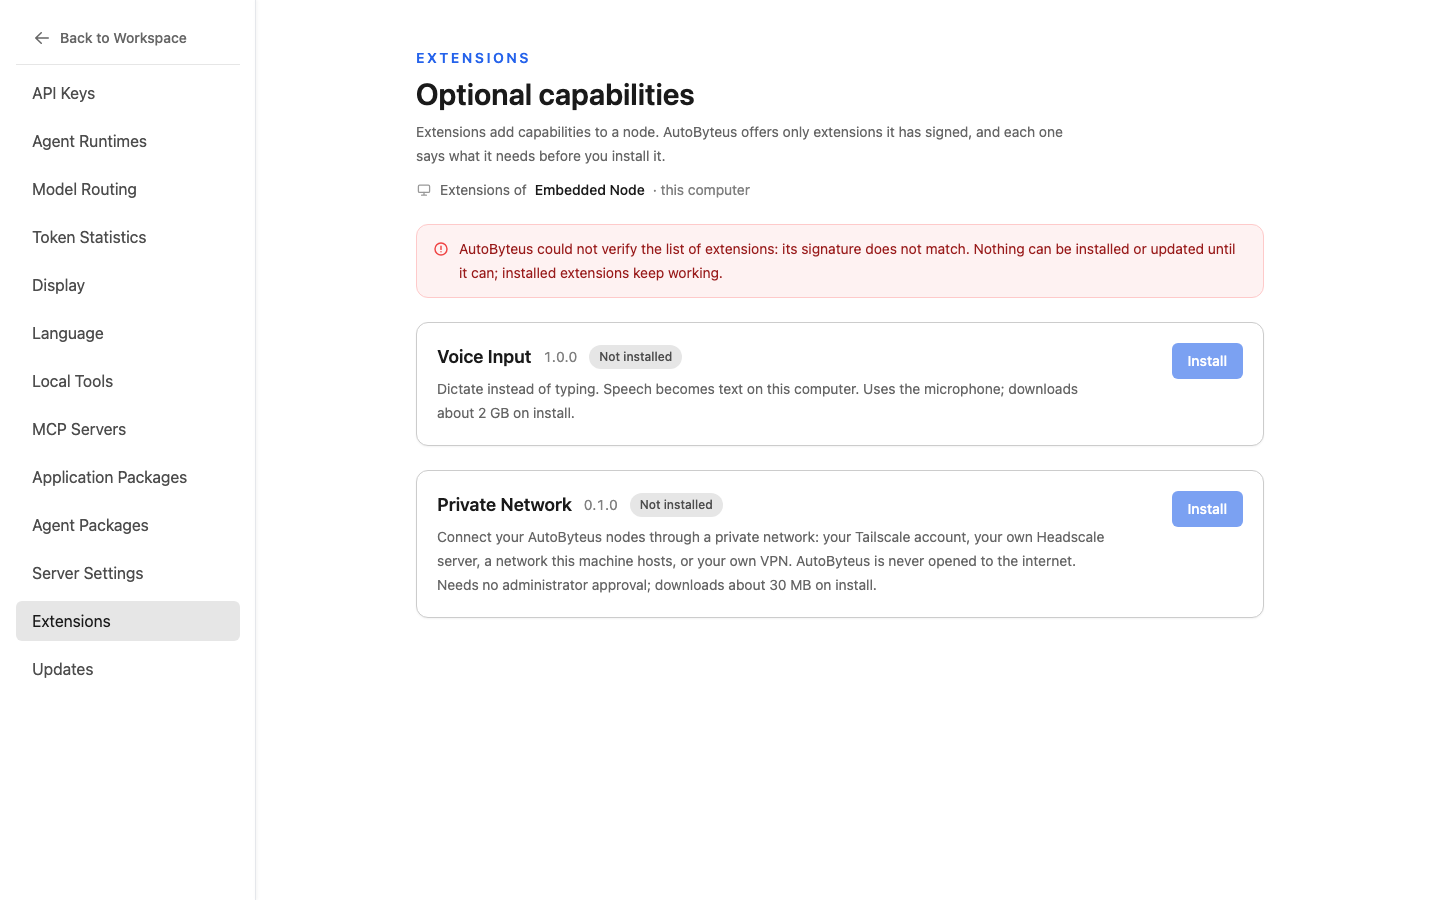 Back to Workspace
API Keys
Agent Runtimes
Model Routing
Token Statistics
Display
Language
Local Tools
MCP Servers
Application Packages
Agent Packages
Server Settings
Extensions
Updates
EXTENSIONS
Optional capabilities
Extensions add capabilities to a node. AutoByteus offers only extensions it has signed, and each one
says what it needs before you install it.
Extensions of Embedded Node · this computer
AutoByteus could not verify the list of extensions: its signature does not match. Nothing can be installed or updated until
it can; installed extensions keep working.
Voice Input 1.0.0 Not installed
Install
Dictate instead of typing. Speech becomes text on this computer. Uses the microphone; downloads
about 2 GB on install.
Private Network 0.1.0 Not installed
Install
Connect your AutoByteus nodes through a private network: your Tailscale account, your own Headscale
server, a network this machine hosts, or your own VPN. AutoByteus is never opened to the internet.
Needs no administrator approval; downloads about 30 MB on install.